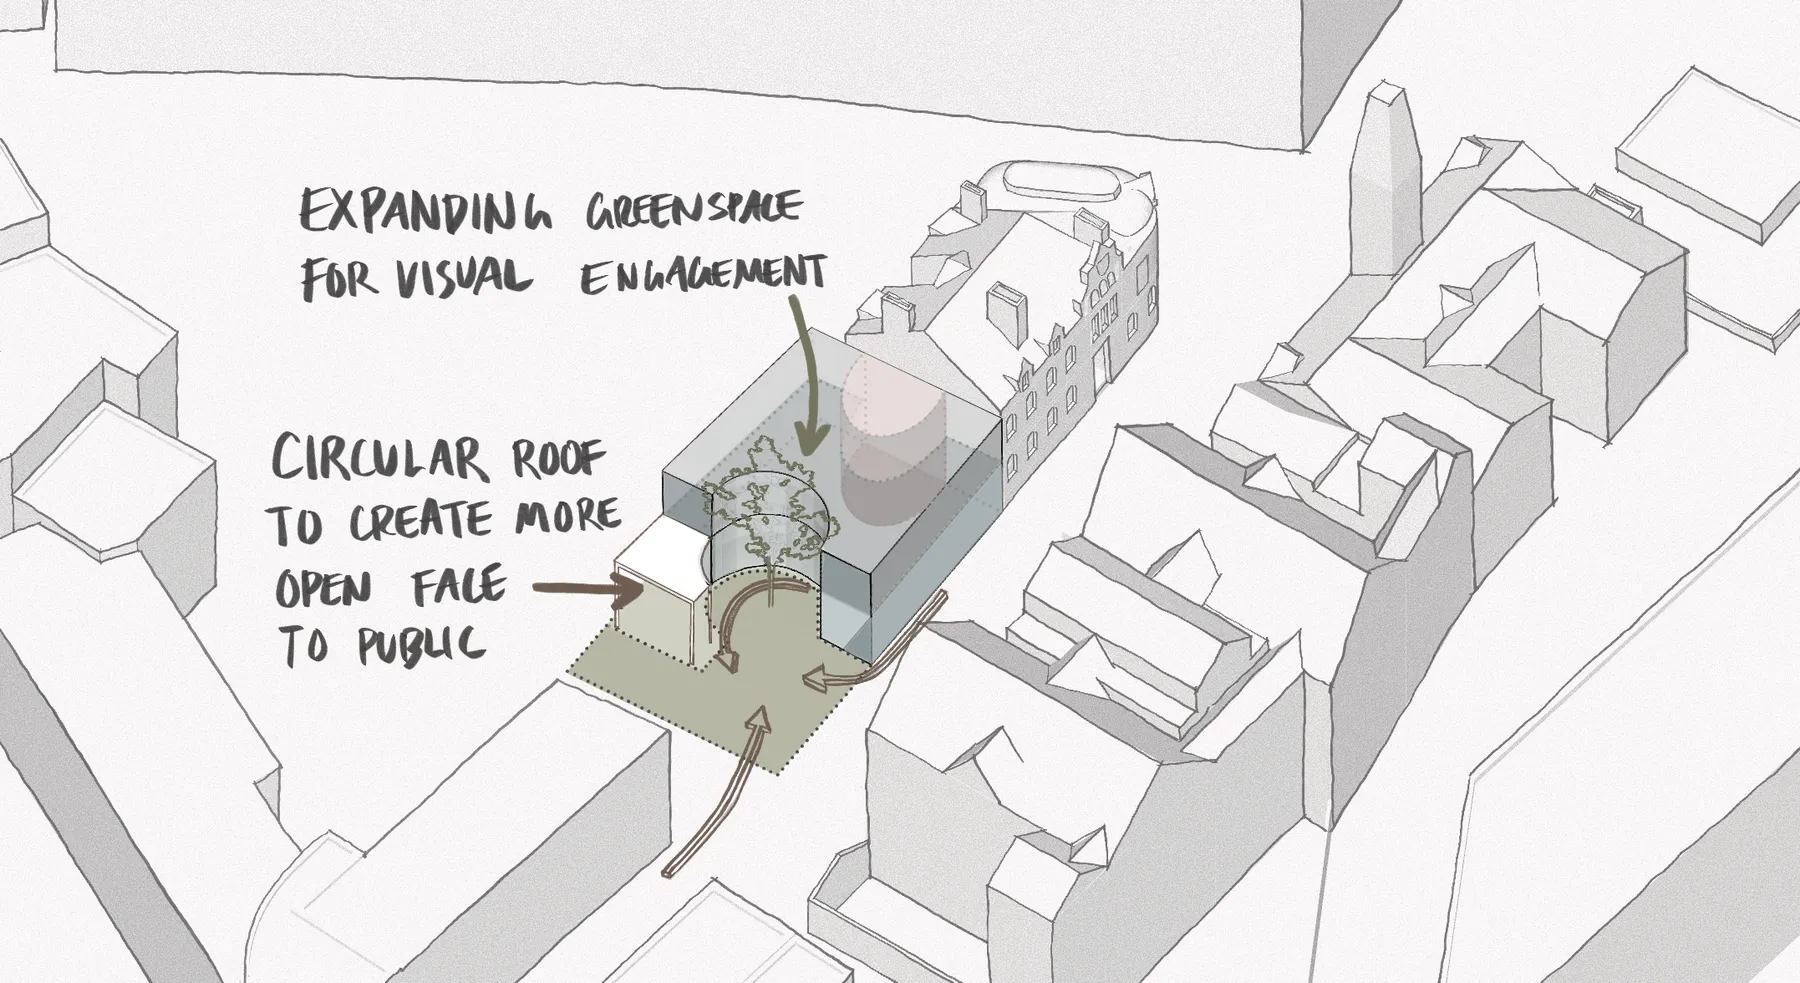 EXPANDING GREENSPACE
FOR VISUAL ENGAGEMENT
CIRCULAR ROOF
TO CREATE MORE
OPEN FACE
TO PUBLIC